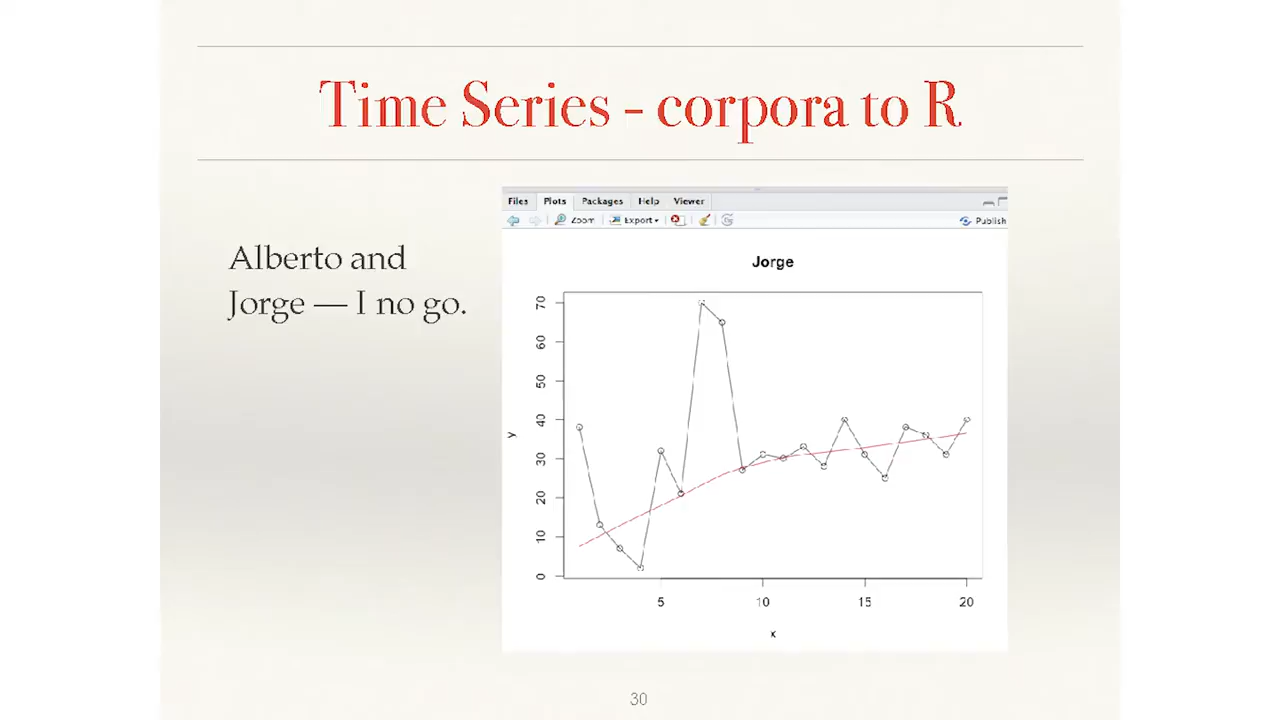 Time Series - corpora to R
Alberto and
Jorge — I no go.
Files Plots Packages Help Viewer
Zoom Export Publish
Jorge
70
60
50
40
30
20
10
0
y
5 10 15 20
x
30